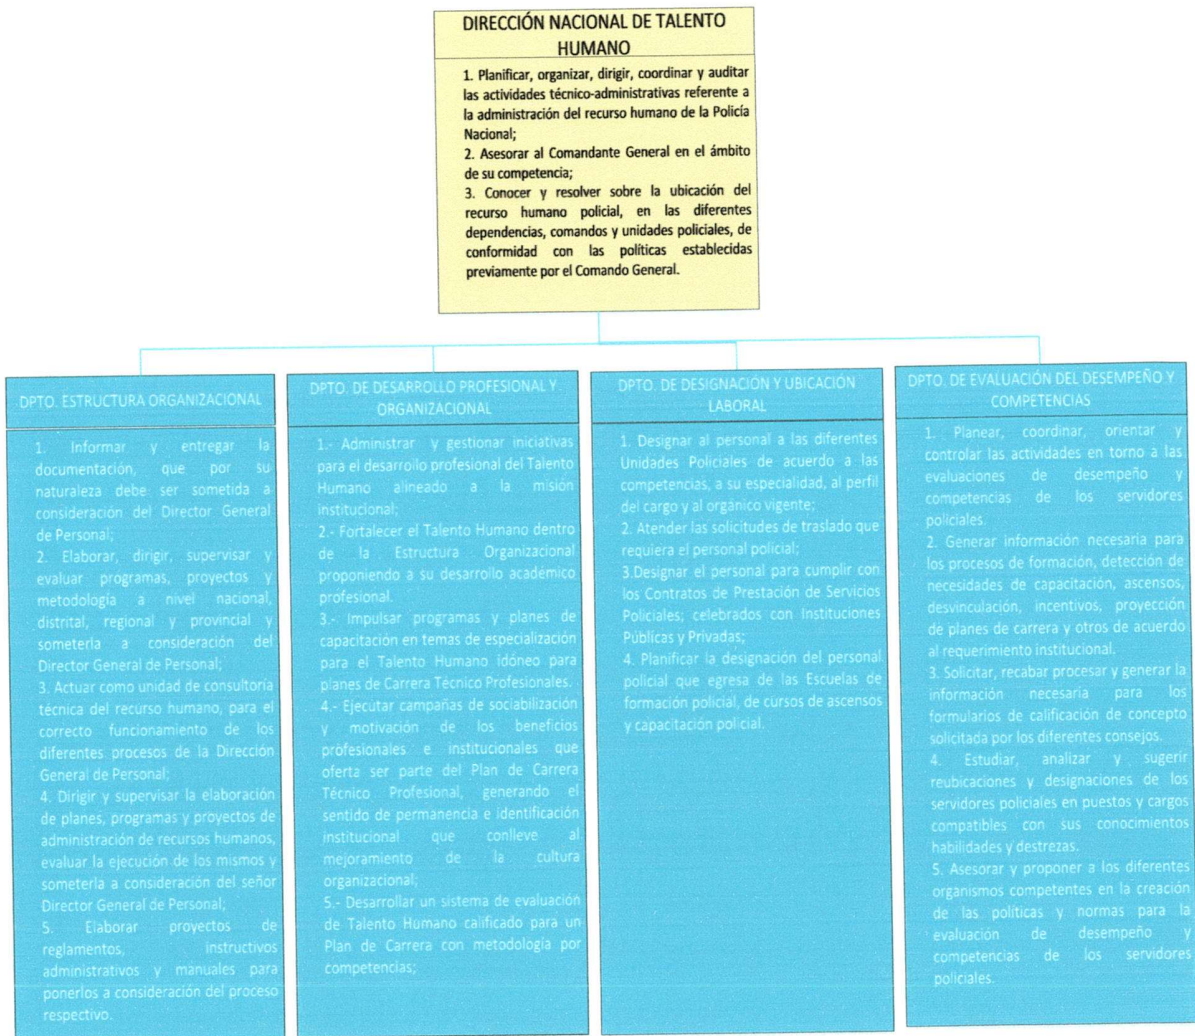 DIRECCIÓN NACIONAL DE TALENTO
HUMANO
1. Planificar, organizar, dirigir, coordinar y auditar
las actividades técnico-administrativas referente a
la administración del recurso humano de la Policía
Nacional;
2. Asesorar al Comandante General en el ámbito
de su competencia;
3. Conocer y resolver sobre la ubicación del
recurso humano policial, en las diferentes
dependencias, comandos y unidades policiales, de
conformidad con las políticas establecidas
previamente por el Comando General.
DPTO. ESTRUCTURA ORGANIZACIONAL
1. Informar y entregar la
documentación, que por su
naturaleza debe ser sometida a
consideración del Director General
de Personal;
2. Elaborar, dirigir, supervisar y
evaluar programas, proyectos y
metodología a nivel nacional,
distrital, regional y provincial y
someterla a consideración del
Director General de Personal;
3. Actuar como unidad de consultoría
técnica del recurso humano, para el
correcto funcionamiento de los
diferentes procesos de la Dirección
General de Personal;
4. Dirigir y supervisar la elaboración
de planes, programas y proyectos de
administración de recursos humanos,
evaluar la ejecución de los mismos y
someterla a consideración del señor
Director General de Personal;
5. Elaborar proyectos de
reglamentos, instructivos
administrativos y manuales para
ponerlos a consideración del proceso
respectivo.
DPTO. DE DESARROLLO PROFESIONAL Y
ORGANIZACIONAL
1.- Administrar y gestionar iniciativas
para el desarrollo profesional del Talento
Humano alineado a la misión
institucional;
2.- Fortalecer el Talento Humano dentro
de la Estructura Organizacional
proponiendo a su desarrollo académico
profesional.
3.- Impulsar programas y planes de
capacitación en temas de especialización
para el Talento Humano idóneo para
planes de Carrera Técnico Profesionales.
4.- Ejecutar campañas de sociabilización
y motivación de los beneficios
profesionales e institucionales que
oferta ser parte del Plan de Carrera
Técnico Profesional, generando el
sentido de permanencia e identificación
institucional que conlleve al
mejoramiento de la cultura
organizacional;
5.- Desarrollar un sistema de evaluación
de Talento Humano calificado para un
Plan de Carrera con metodología por
competencias;
DPTO. DE DESIGNACIÓN Y UBICACIÓN
LABORAL
1. Designar al personal a las diferentes
Unidades Policiales de acuerdo a las
competencias, a su especialidad, al perfil
del cargo y al orgánico vigente;
2. Atender las solicitudes de traslado que
requiera el personal policial;
3.Designar el personal para cumplir con
los Contratos de Prestación de Servicios
Policiales; celebrados con Instituciones
Públicas y Privadas;
4. Planificar la designación del personal
policial que egresa de las Escuelas de
formación policial, de cursos de ascensos
y capacitación policial.
DPTO. DE EVALUACIÓN DEL DESEMPEÑO Y
COMPETENCIAS
1. Planear, coordinar, orientar y
controlar las actividades en torno a las
evaluaciones de desempeño y
competencias de los servidores
policiales.
2. Generar información necesaria para
los procesos de formación, detección de
necesidades de capacitación, ascensos,
desvinculación, incentivos, proyección
de planes de carrera y otros de acuerdo
al requerimiento institucional.
3. Solicitar, recabar procesar y generar la
información necesaria para los
formularios de calificación de concepto
solicitada por los diferentes consejos.
4. Estudiar, analizar y sugerir
reubicaciones y designaciones de los
servidores policiales en puestos y cargos
compatibles con sus conocimientos
habilidades y destrezas.
5. Asesorar y proponer a los diferentes
organismos competentes en la creación
de las políticas y normas para la
evaluación de desempeño y
competencias de los servidores
policiales.